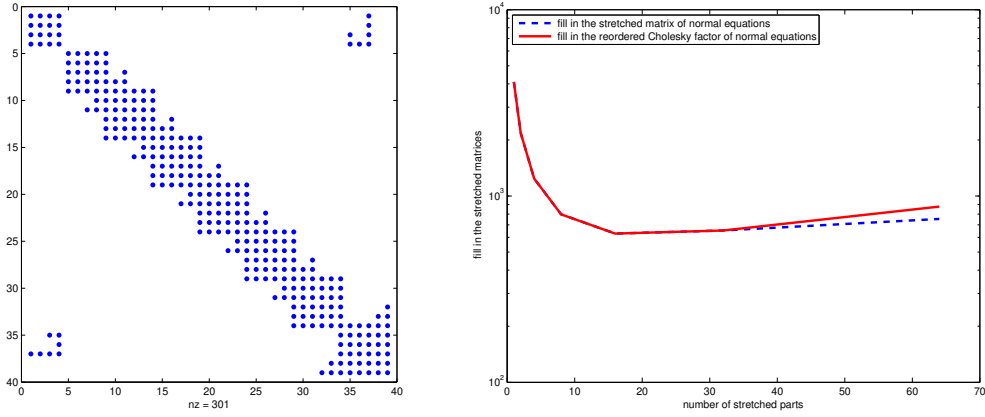 0
5
10
15
20
25
30
35
40
0 5 10 15 20 25 30 35 40
nz = 301
10^4
10^3
10^2
fill in the stretched matrices
fill in the stretched matrix of normal equations
fill in the reordered Cholesky factor of normal equations
0 10 20 30 40 50 60 70
number of stretched parts